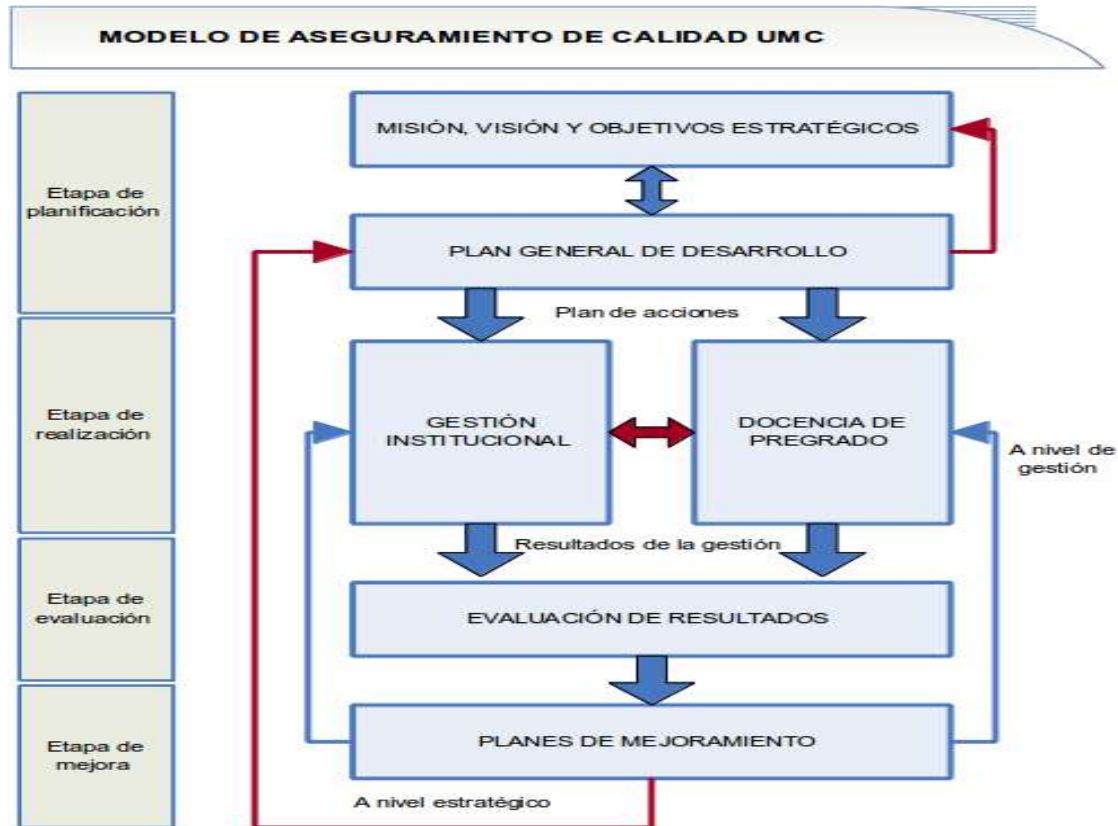 MODELO DE ASEGURAMIENTO DE CALIDAD UMC
MISIÓN, VISIÓN Y OBJETIVOS ESTRATÉGICOS
Etapa de
planificación
PLAN GENERAL DE DESARROLLO
Plan de acciones
Etapa de
realización
GESTIÓN
INSTITUCIONAL
DOCENCIA DE
PREGRADO
A nivel de
gestión
Resultados de la gestión
Etapa de
evaluación
EVALUACIÓN DE RESULTADOS
Etapa de
mejora
PLANES DE MEJORAMIENTO
A nivel estratégico